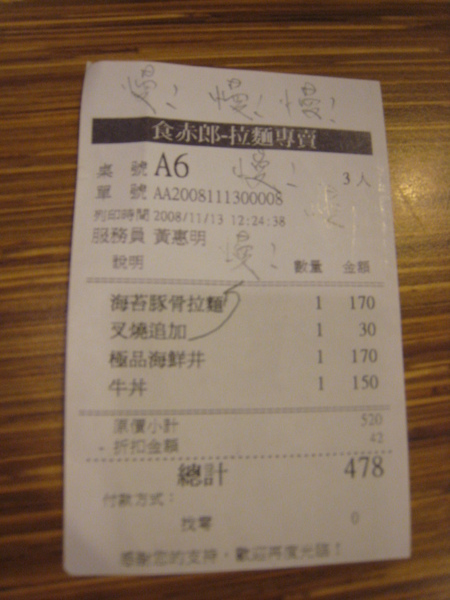 慢! 慢! 慢!
食赤郎-拉麵專賣
桌 號 A6 慢! 3 人
單 號 AA2008111300008 慢!
列印時間 2008/11/13 12:24:38
服務員 黃惠明 慢!
說明 數量 金額
海苔豚骨拉麵 1 170
叉燒追加 1 30
極品海鮮丼 1 170
牛丼 1 150
原價小計 520
- 折扣金額 42
總計 478
付款方式:
找零 0
感謝您的支持,歡迎再度光臨!